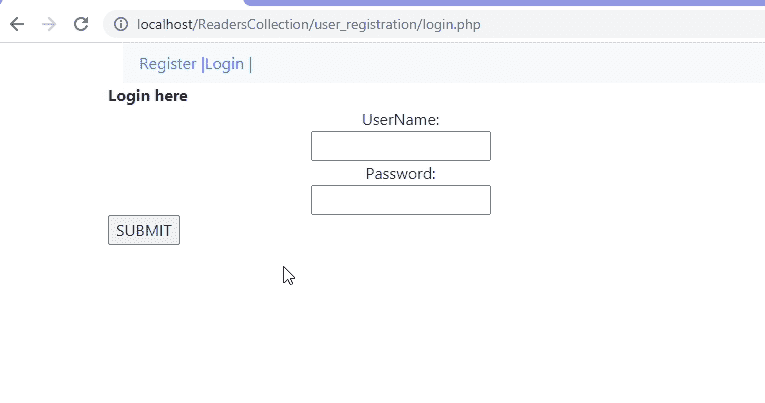 localhost/ReadersCollection/user_registration/login.php
Register |Login |
Login here
UserName:
Password:
SUBMIT